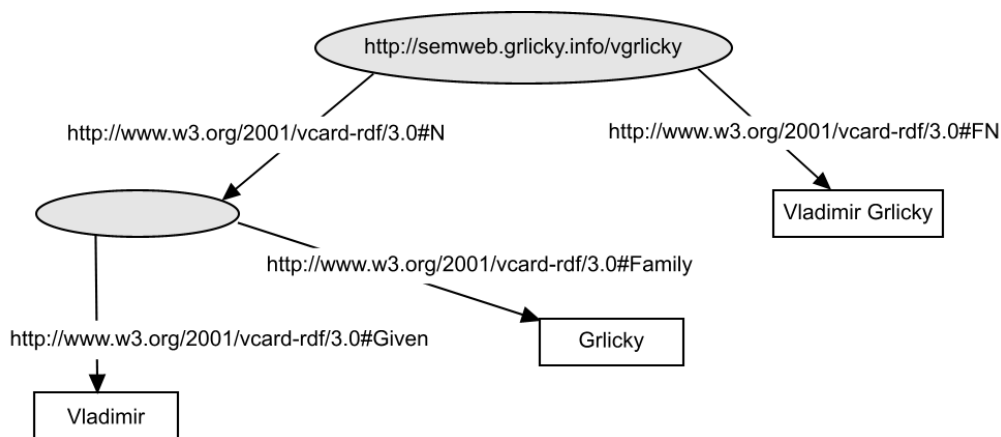 http://semweb.grlicky.info/vgrlicky
http://www.w3.org/2001/vcard-rdf/3.0#N
http://www.w3.org/2001/vcard-rdf/3.0#FN
Vladimir Grlicky
http://www.w3.org/2001/vcard-rdf/3.0#Family
http://www.w3.org/2001/vcard-rdf/3.0#Given
Grlicky
Vladimir